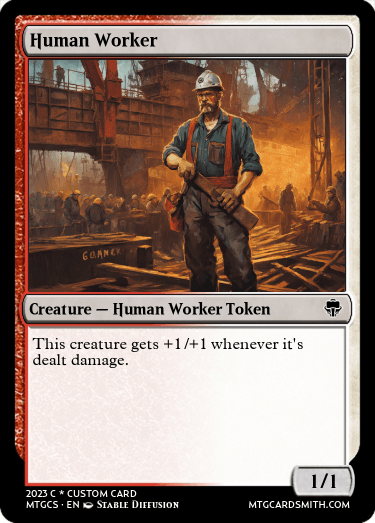 Human Worker
Creature — Human Worker Token
This creature gets +1/+1 whenever it's
dealt damage.
1/1
2023 C * CUSTOM CARD
MTGCS · EN Stable Diffusion
MTGCARDSMITH.COM